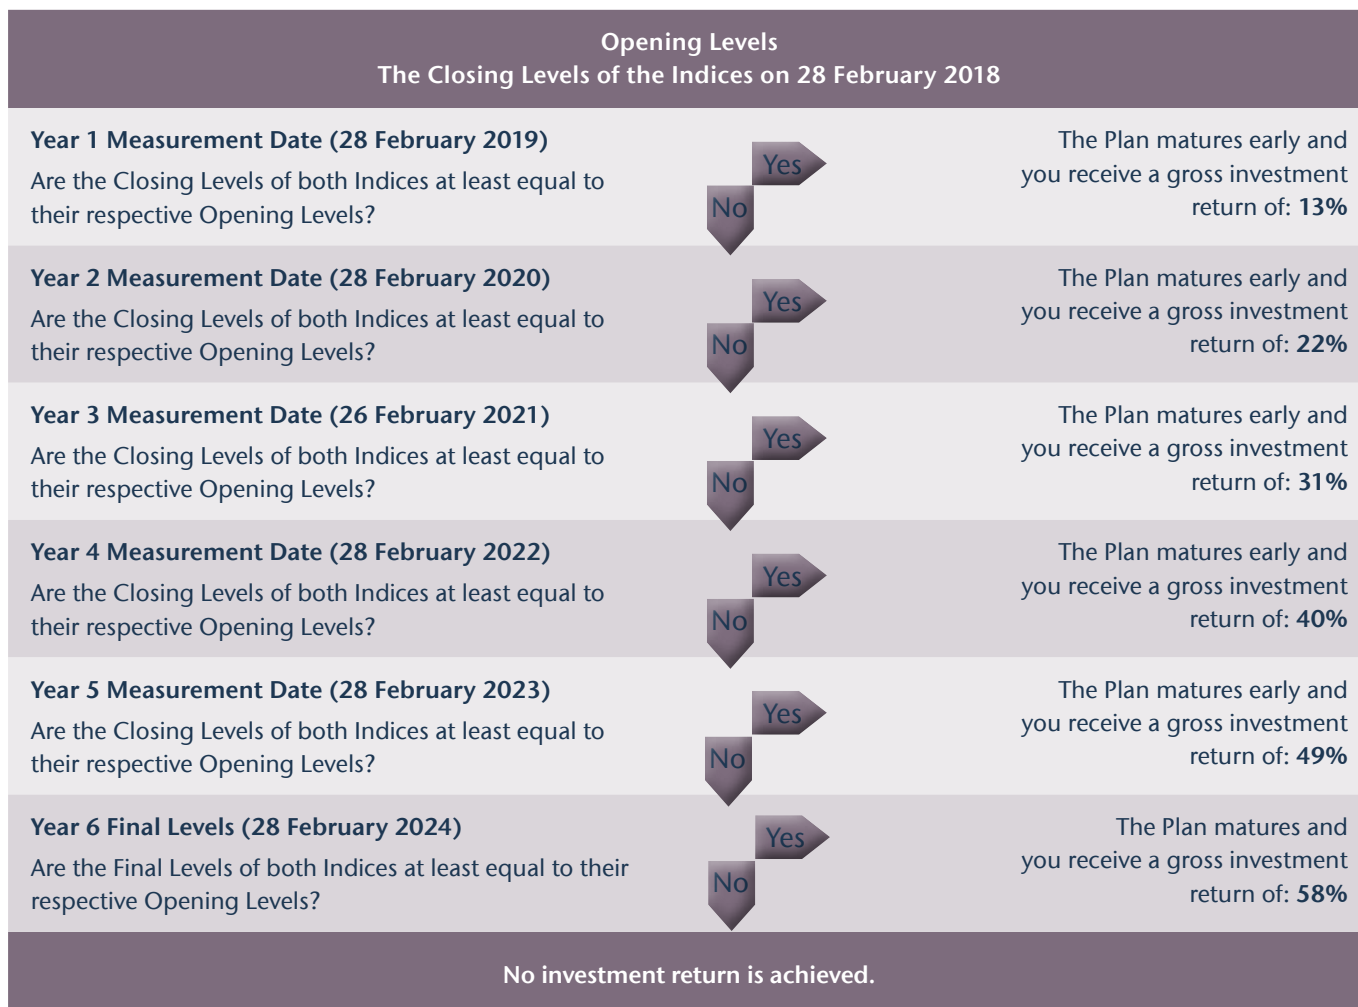 Opening Levels
The Closing Levels of the Indices on 28 February 2018
Year 1 Measurement Date (28 February 2019)
Are the Closing Levels of both Indices at least equal to
their respective Opening Levels?
Yes
No
The Plan matures early and
you receive a gross investment
return of: 13%
Year 2 Measurement Date (28 February 2020)
Are the Closing Levels of both Indices at least equal to
their respective Opening Levels?
Yes
No
The Plan matures early and
you receive a gross investment
return of: 22%
Year 3 Measurement Date (26 February 2021)
Are the Closing Levels of both Indices at least equal to
their respective Opening Levels?
Yes
No
The Plan matures early and
you receive a gross investment
return of: 31%
Year 4 Measurement Date (28 February 2022)
Are the Closing Levels of both Indices at least equal to
their respective Opening Levels?
Yes
No
The Plan matures early and
you receive a gross investment
return of: 40%
Year 5 Measurement Date (28 February 2023)
Are the Closing Levels of both Indices at least equal to
their respective Opening Levels?
Yes
No
The Plan matures early and
you receive a gross investment
return of: 49%
Year 6 Final Levels (28 February 2024)
Are the Final Levels of both Indices at least equal to their
respective Opening Levels?
Yes
No
The Plan matures and
you receive a gross investment
return of: 58%
No investment return is achieved.